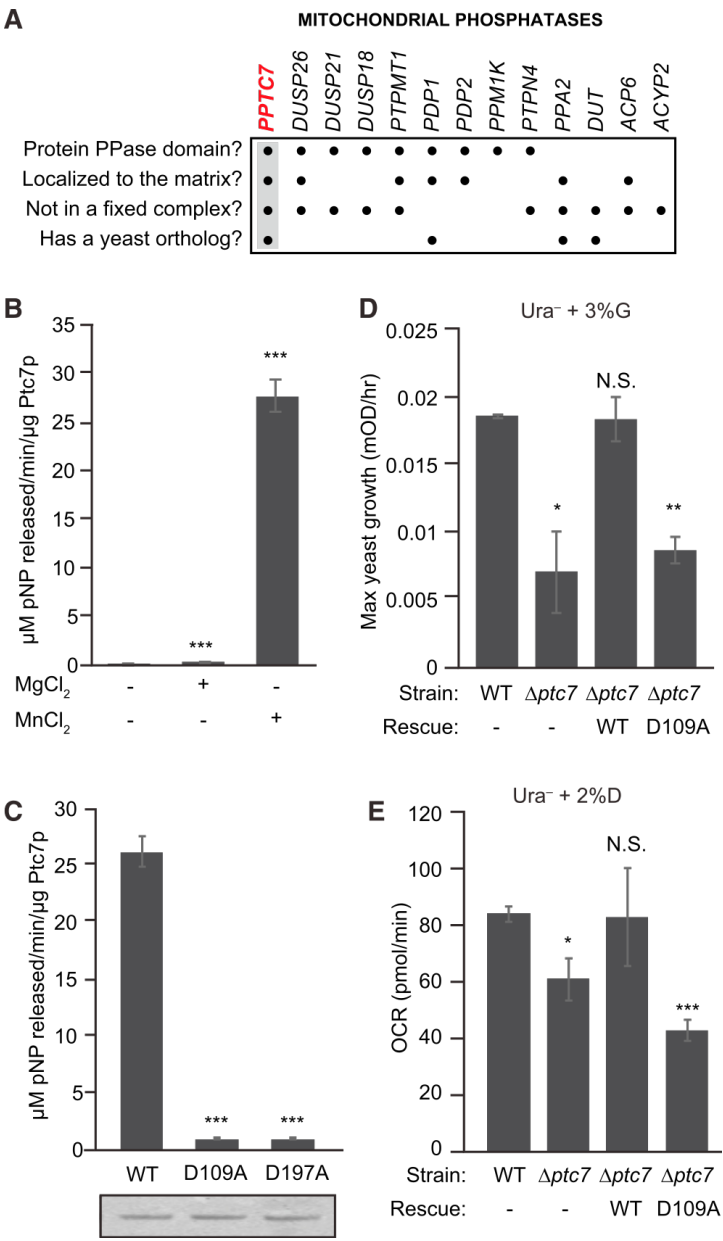 A
MITOCHONDRIAL PHOSPHATASES
PPTC7 DUSP26 DUSP21 DUSP18 PTPMT1 PDP1 PDP2 PPM1K PTPN4 PPA2 DUT ACP6 ACYP2
Protein PPase domain?
Localized to the matrix?
Not in a fixed complex?
Has a yeast ortholog?
B
µM pNP released/min/µg Ptc7p
35
30
25
20
15
10
5
0
***
***
MgCl2 - + -
MnCl2 - - +
C
µM pNP released/min/µg Ptc7p
30
25
20
15
10
5
0
*** ***
WT D109A D197A
D
Ura– + 3%G
Max yeast growth (mOD/hr)
0.025
0.02
0.015
0.01
0.005
0
* N.S. **
Strain: WT Δptc7 Δptc7 Δptc7
Rescue: - - WT D109A
E
Ura– + 2%D
OCR (pmol/min)
120
100
80
60
40
20
0
* N.S. ***
Strain: WT Δptc7 Δptc7 Δptc7
Rescue: - - WT D109A